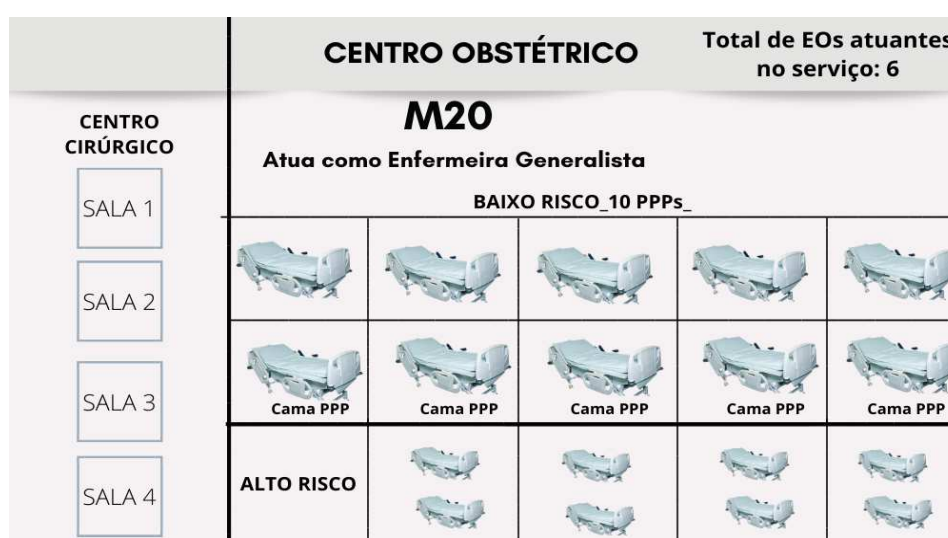 CENTRO OBSTÉTRICO
Total de EOs atuantes
no serviço: 6
M20
Atua como Enfermeira Generalista
BAIXO RISCO_10 PPPs_
CENTRO
CIRÚRGICO
SALA 1
SALA 2
SALA 3
SALA 4
Cama PPP
Cama PPP
Cama PPP
Cama PPP
Cama PPP
ALTO RISCO